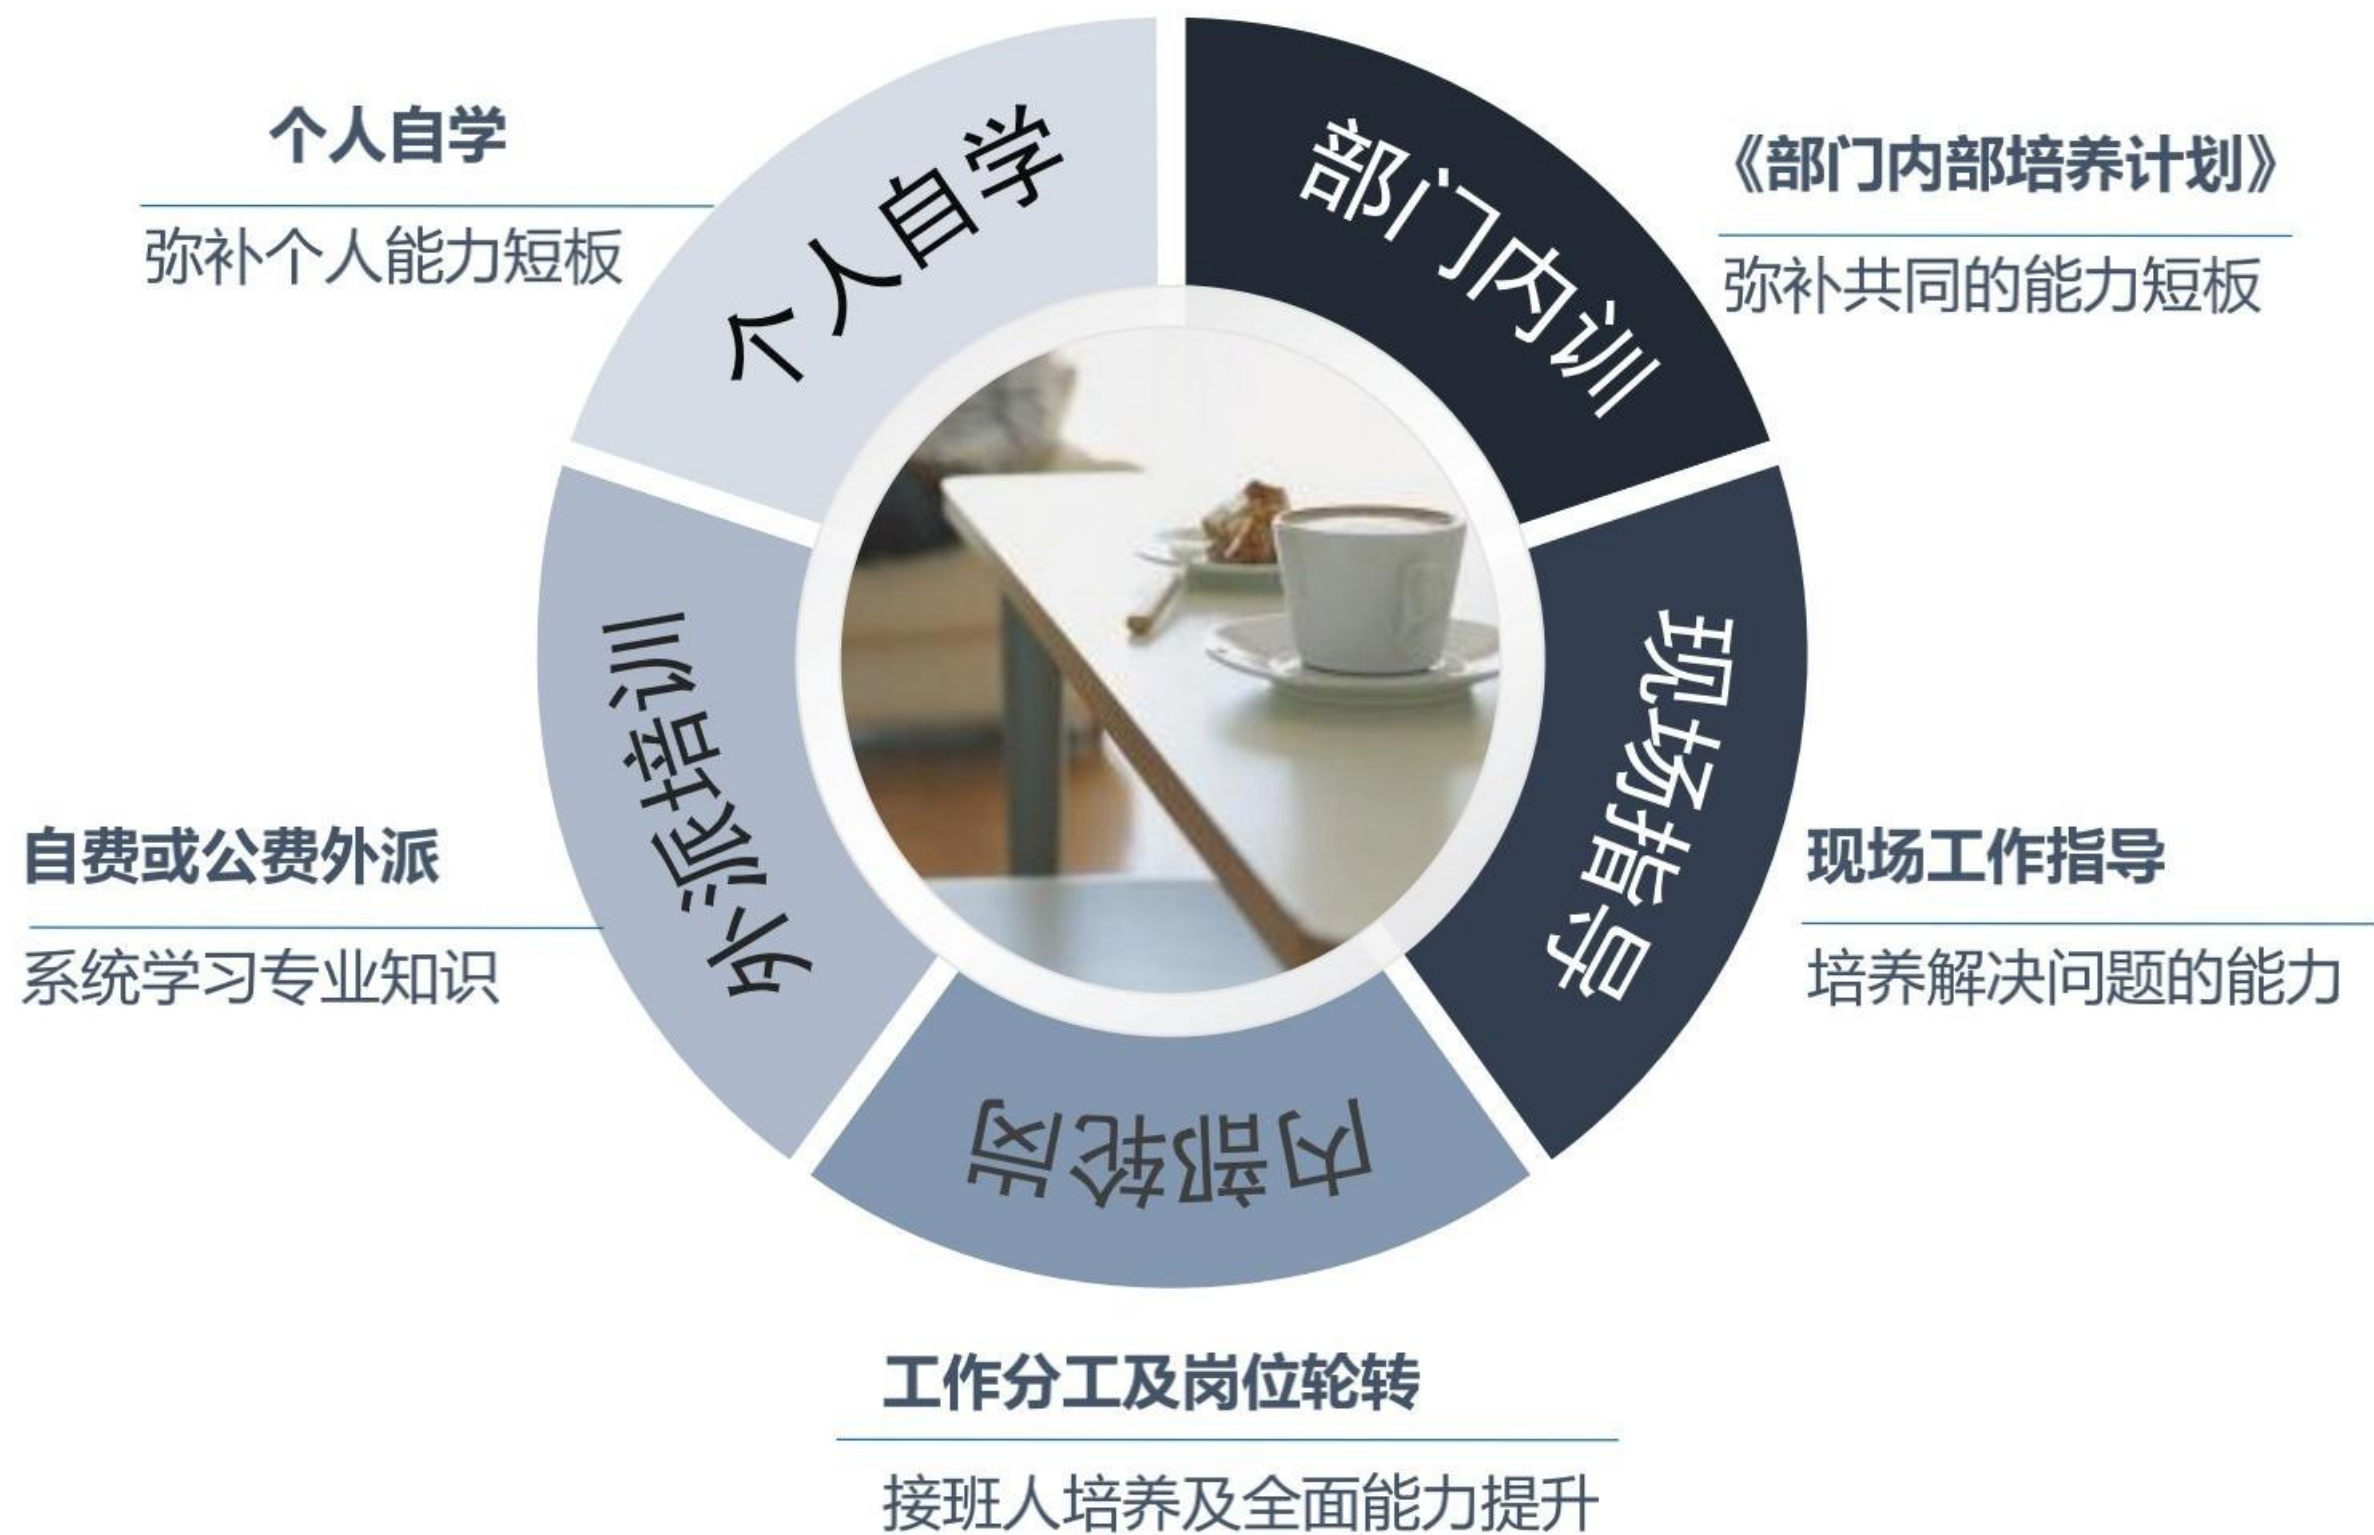 个人自学
弥补个人能力短板
个人自学
部门内训
《部门内部培养计划》
弥补共同的能力短板
外派培训
现场指导
自费或公费外派
系统学习专业知识
现场工作指导
培养解决问题的能力
内部轮岗
工作分工及岗位轮转
接班人培养及全面能力提升